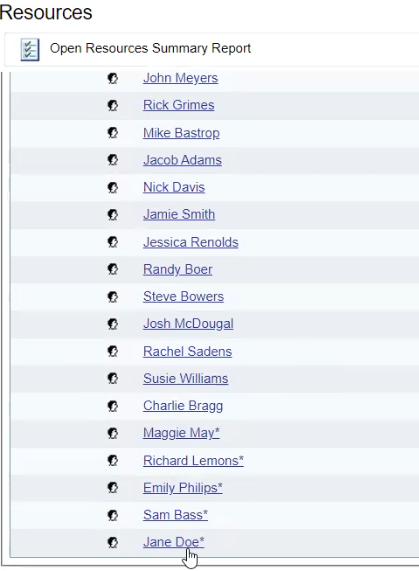 Resources
Open Resources Summary Report
John Meyers
Rick Grimes
Mike Bastrop
Jacob Adams
Nick Davis
Jamie Smith
Jessica Renolds
Randy Boer
Steve Bowers
Josh McDougal
Rachel Sadens
Susie Williams
Charlie Bragg
Maggie May*
Richard Lemons*
Emily Philips*
Sam Bass*
Jane Doe*